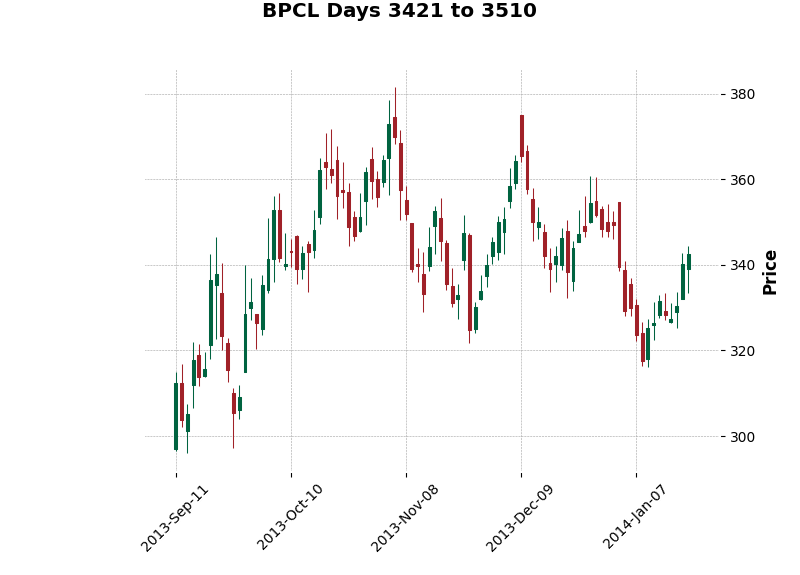 BPCL Days 3421 to 3510
380
360
340
320
300
Price
2013-Sep-11
2013-Oct-10
2013-Nov-08
2013-Dec-09
2014-Jan-07